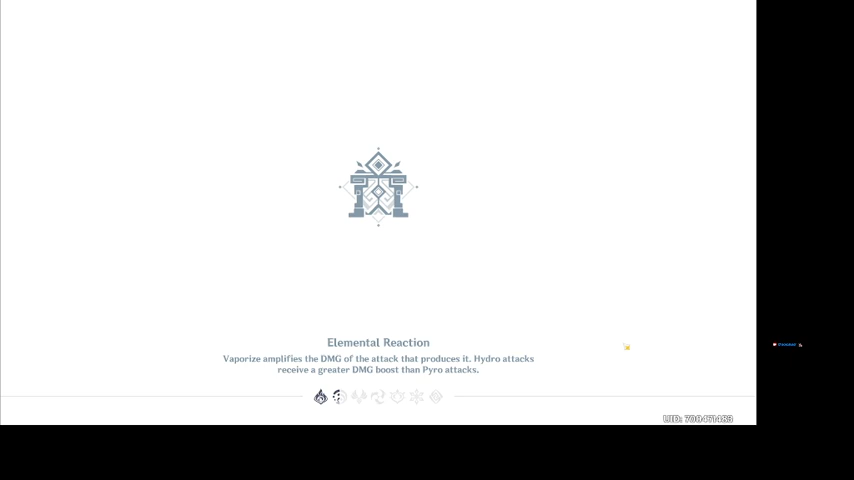 Elemental Reaction
Vaporize amplifies the DMG of the attack that produces it. Hydro attacks
receive a greater DMG boost than Pyro attacks.